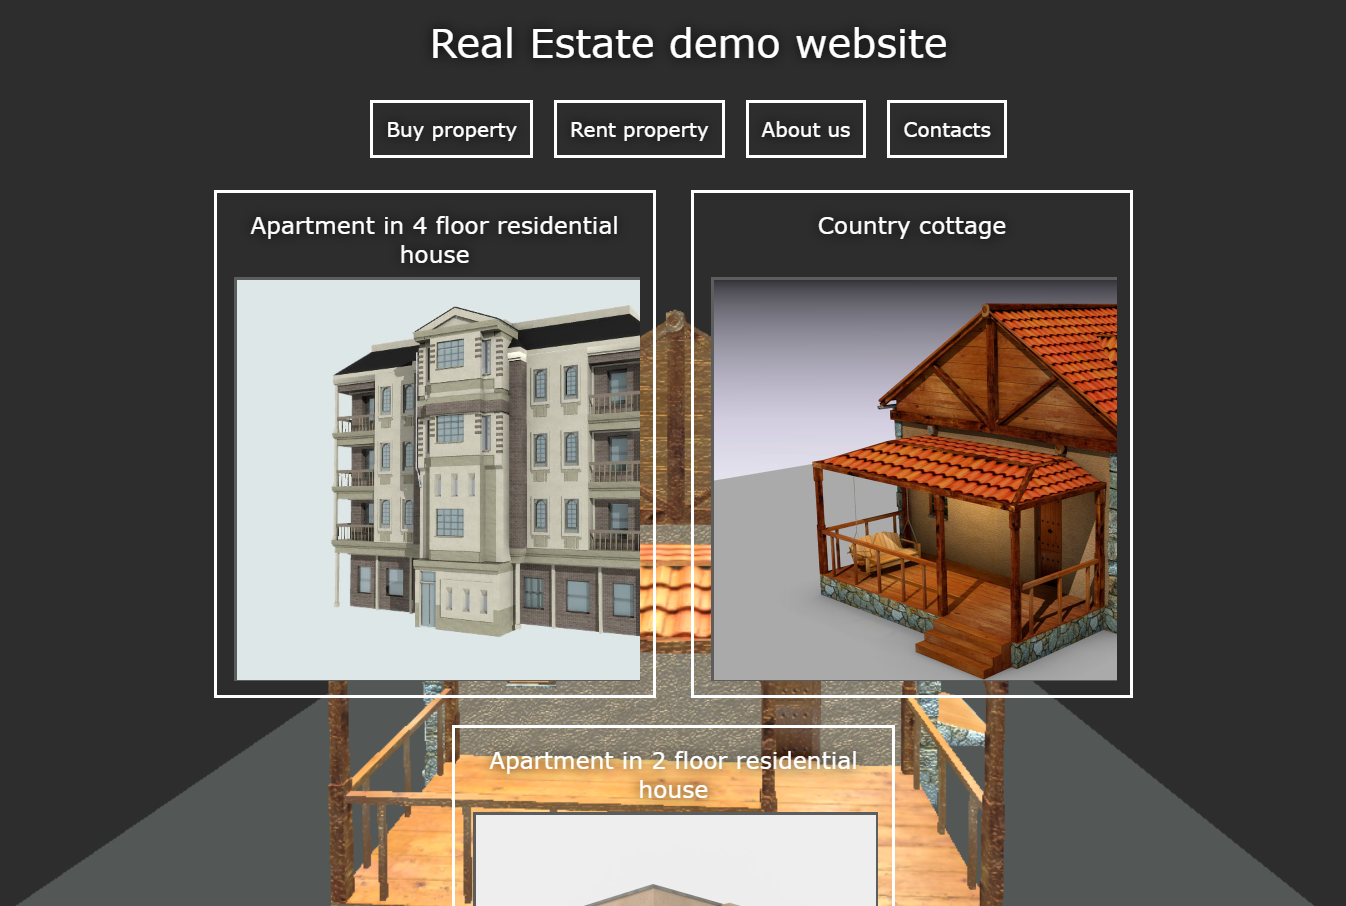 Real Estate demo website
Buy property
Rent property
About us
Contacts
Apartment in 4 floor residential
house
Country cottage
Apartment in 2 floor residential
house